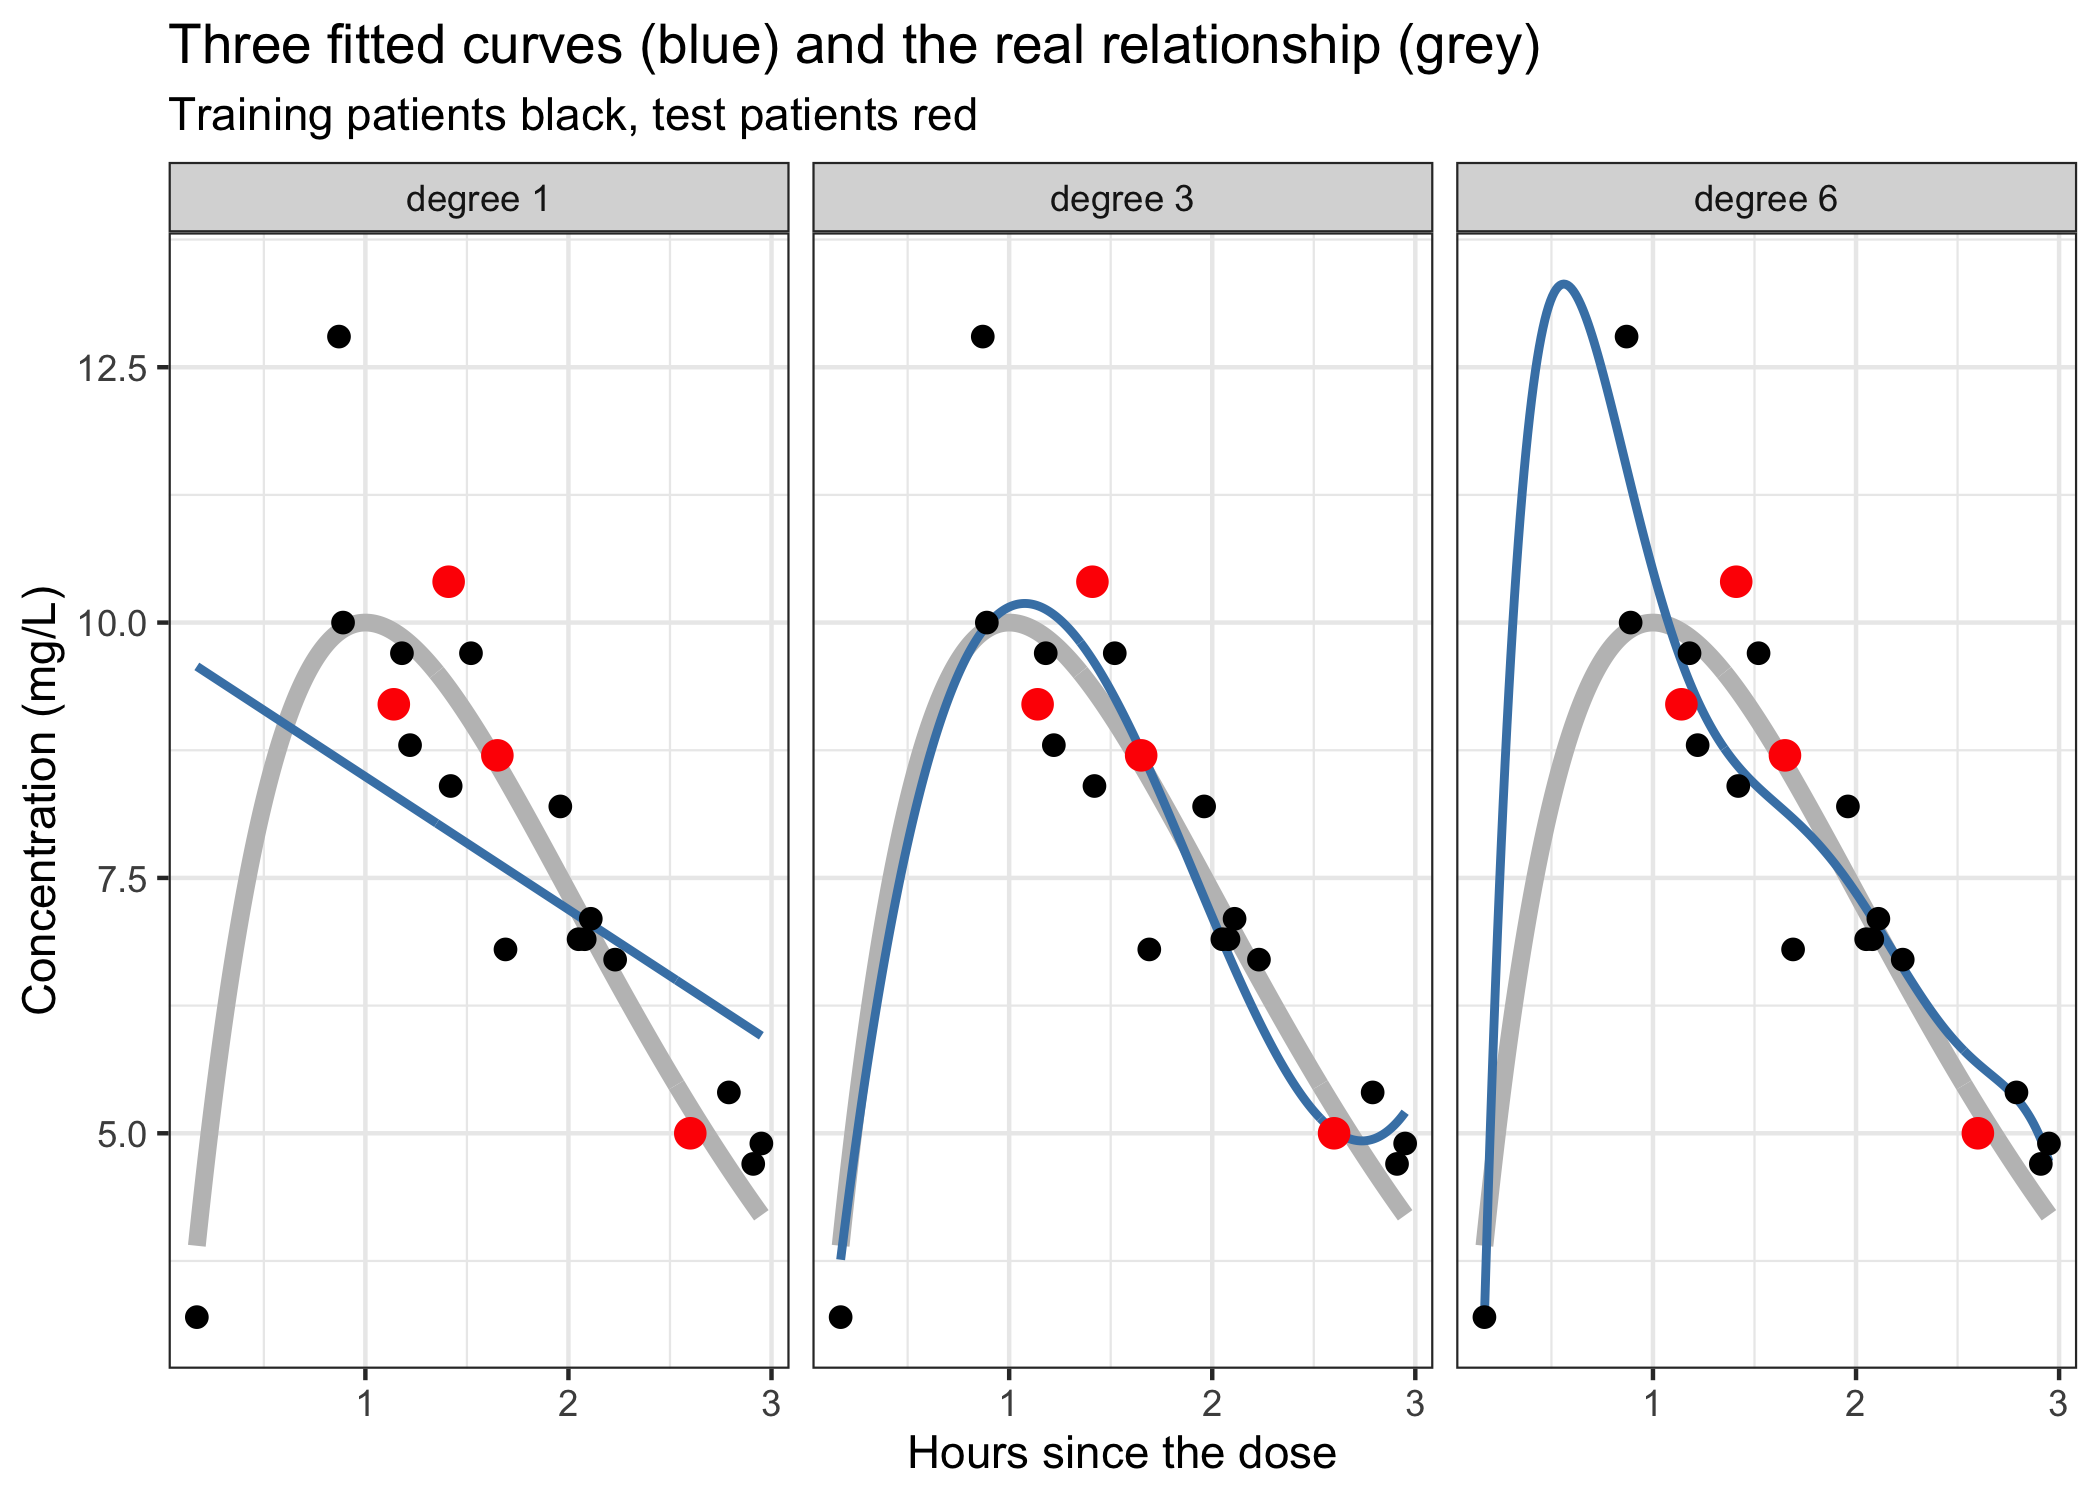 Three fitted curves (blue) and the real relationship (grey)
Training patients black, test patients red
degree 1 degree 3 degree 6
Concentration (mg/L)
12.5
10.0
7.5
5.0
1 2 3 1 2 3 1 2 3
Hours since the dose